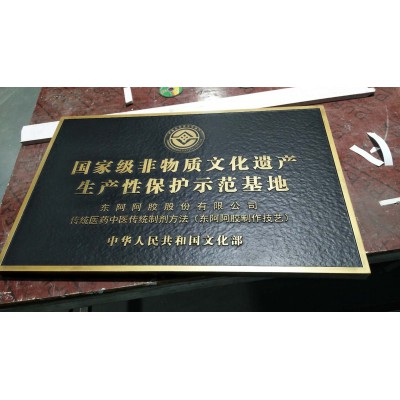 国家级非物质文化遗产
生产性保护示范基地
东阿阿胶股份有限公司
传统医药中医传统制剂方法（东阿阿胶制作技艺）
中华人民共和国文化部